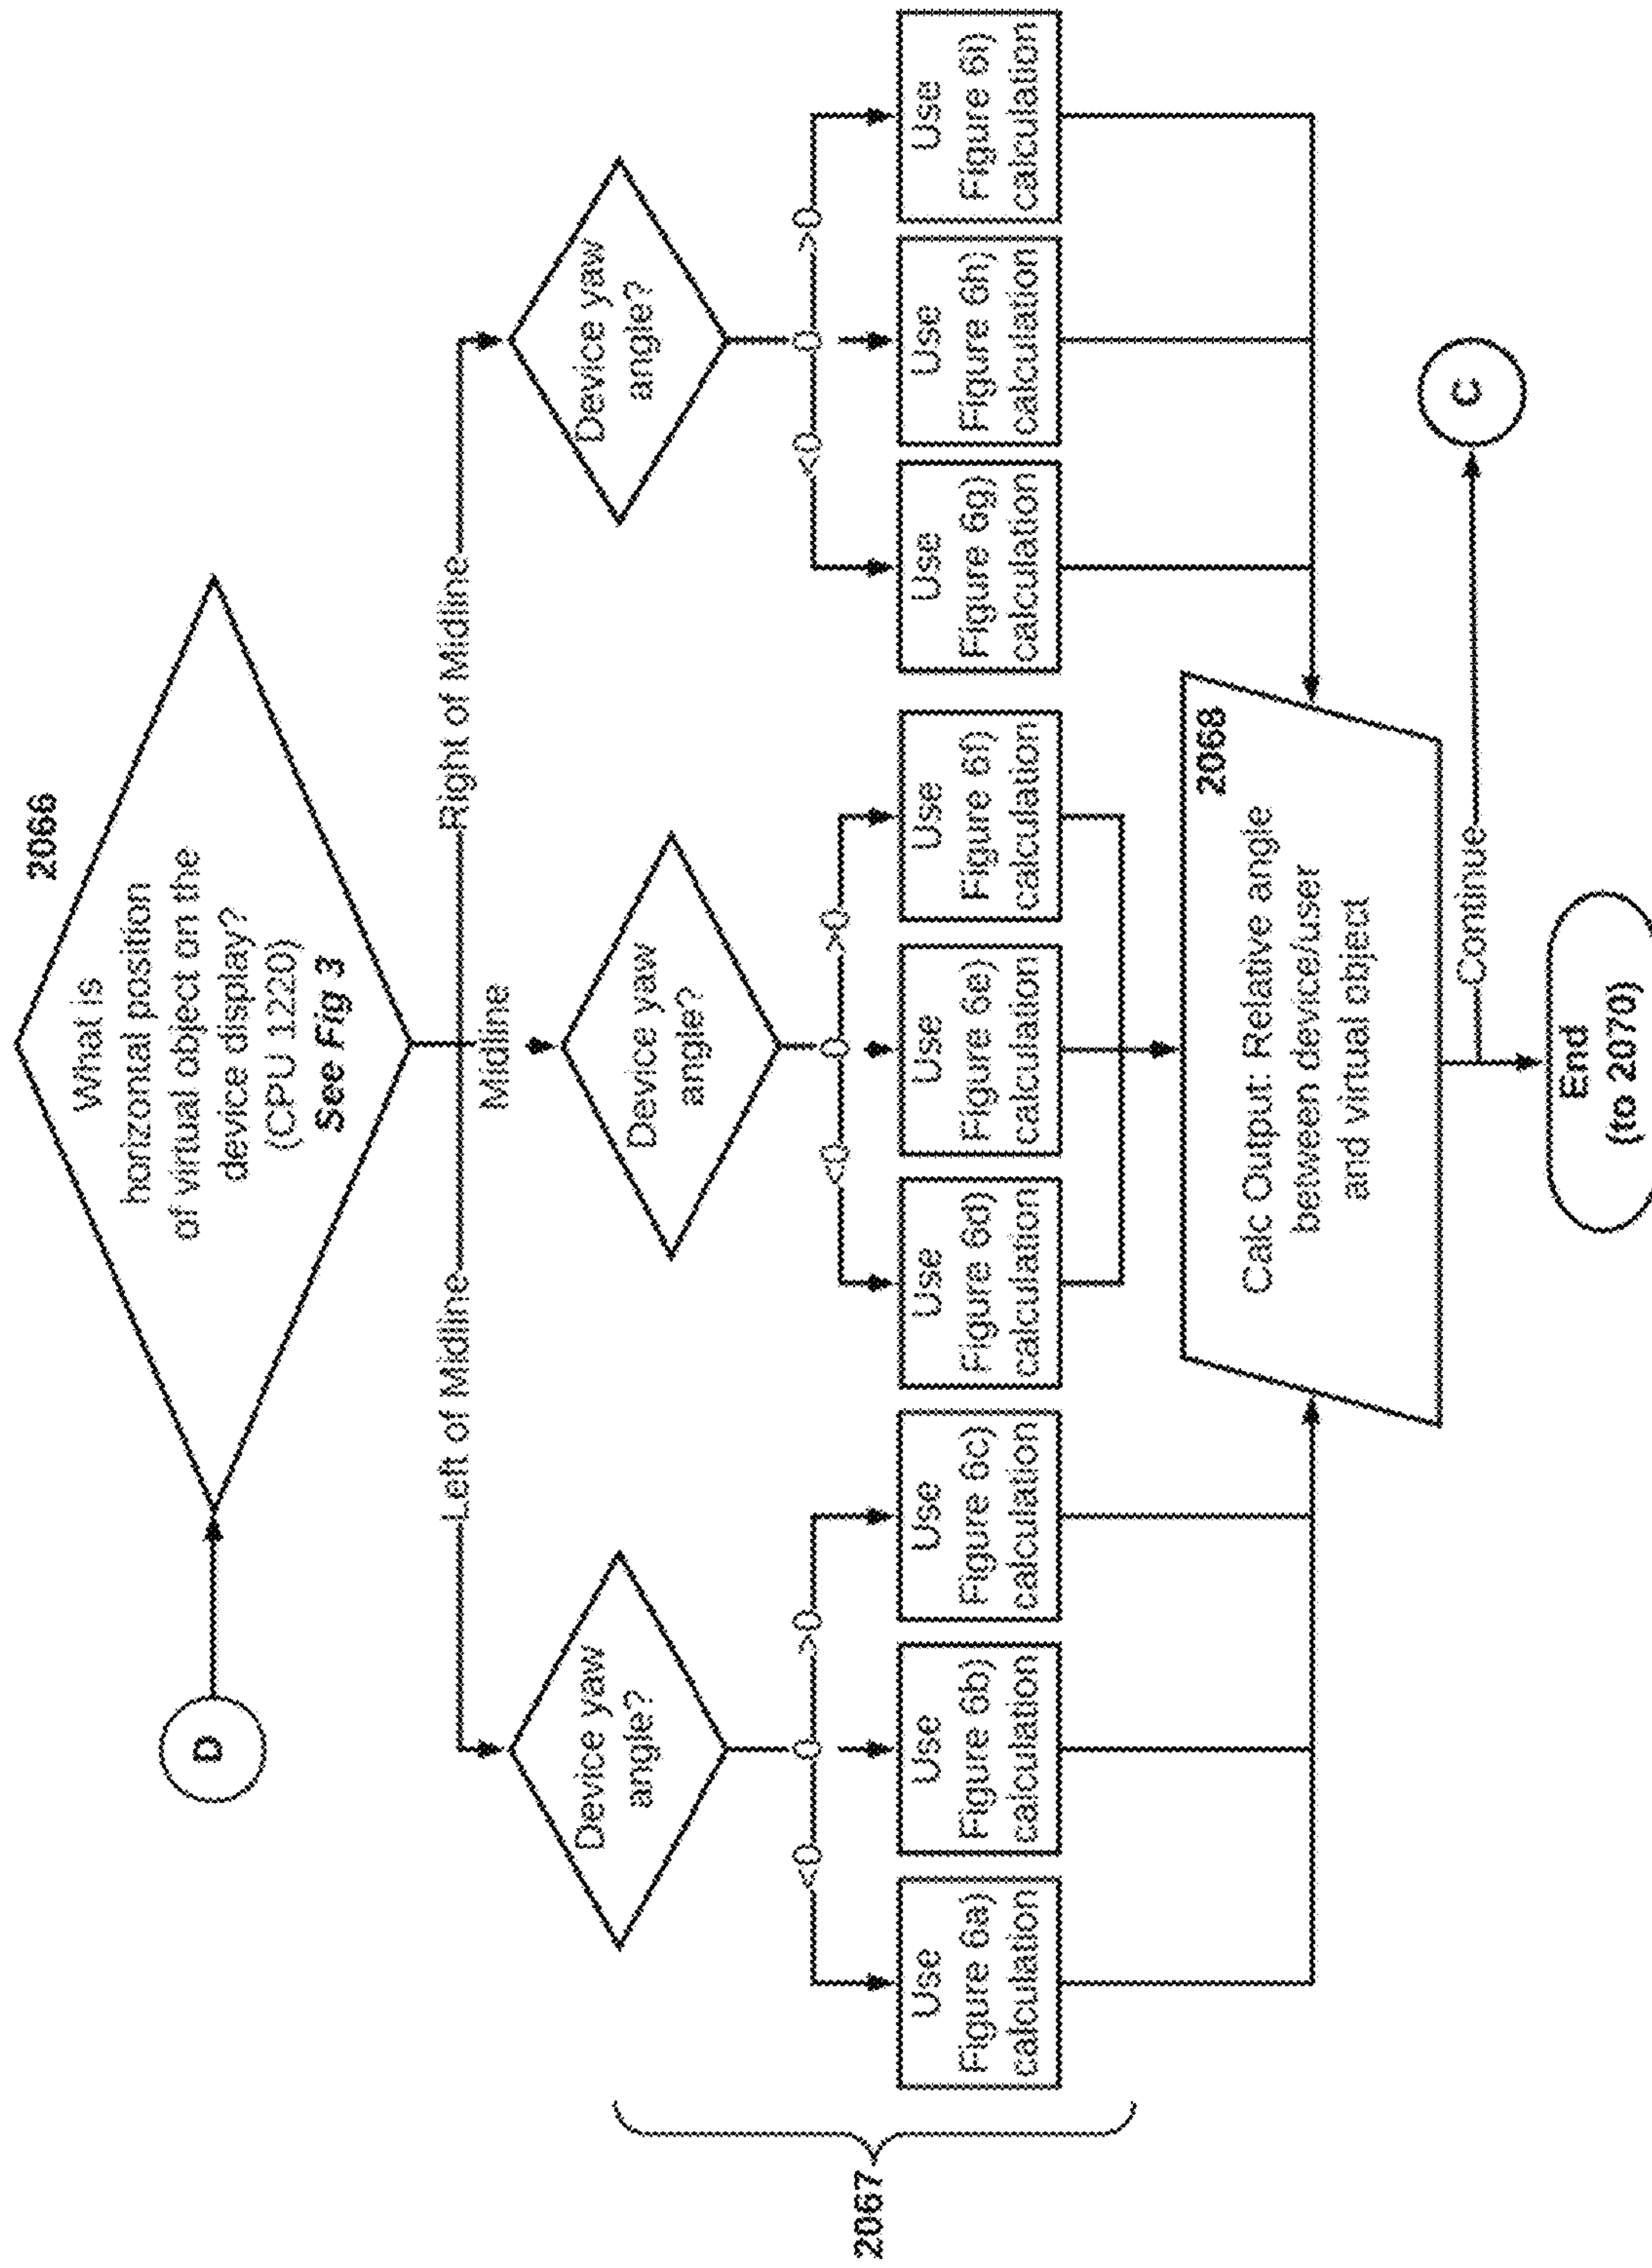 2066
D
What is
horizontal position
of virtual object on the
device display?
(CPU 1220)
See Fig 3
Left of Midline
Right of Midline
Midline
Device yaw
angle?
Device yaw
angle?
Device yaw
angle?
<0
0
>0
<0
0
>0
<0
0
>0
2067
Use
Figure 6a)
calculation
Use
Figure 6b)
calculation
Use
Figure 6c)
calculation
Use
Figure 6d)
calculation
Use
Figure 6e)
calculation
Use
Figure 6f)
calculation
Use
Figure 6g)
calculation
Use
Figure 6h)
calculation
Use
Figure 6i)
calculation
2068
Calc Output: Relative angle
between device/user
and virtual object
Continue
C
End
(to 2070)